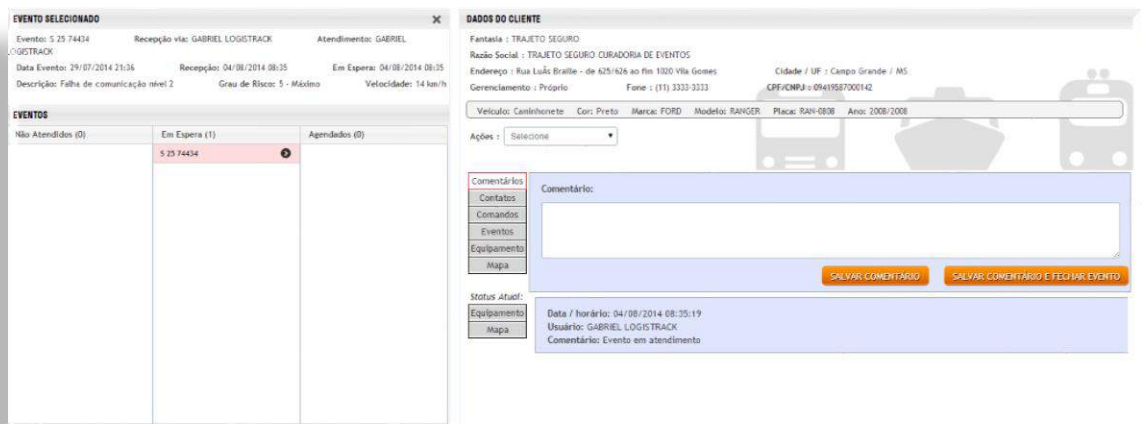 EVENTO SELECIONADO
Evento: S 25 74434 Recepção via: GABRIEL LOGISTRACK Atendimento: GABRIEL
LOGISTRACK
Data Evento: 29/07/2014 21:36 Recepção: 04/08/2014 08:35 Em Espera: 04/08/2014 08:35
Descrição: Falha de comunicação nível 2 Grau de Risco: 5 - Máximo Velocidade: 14 km/h
EVENTOS
Não Atendidos (0) Em Espera (1) Agendados (0)
S 25 74434
DADOS DO CLIENTE
Fantasia : TRAJETO SEGURO
Razão Social : TRAJETO SEGURO CURADORIA DE EVENTOS
Endereço : Rua LuÃs Braille - de 625/626 ao fim 1020 Vila Gomes Cidade / UF : Campo Grande / MS
Gerenciamento : Próprio Fone : (11) 3333-3333 CPF/CNPJ : 09419587000142
Veículo: Caminhonete Cor: Preto Marca: FORD Modelo: RANGER Placa: RAN-0808 Ano: 2008/2008
Ações : Selecione
Comentários
Contatos
Comandos
Eventos
Equipamento
Mapa
Comentário:
SALVAR COMENTÁRIO SALVAR COMENTÁRIO E FECHAR EVENTO
Status Atual:
Equipamento
Mapa
Data / horário: 04/08/2014 08:35:19
Usuário: GABRIEL LOGISTRACK
Comentário: Evento em atendimento